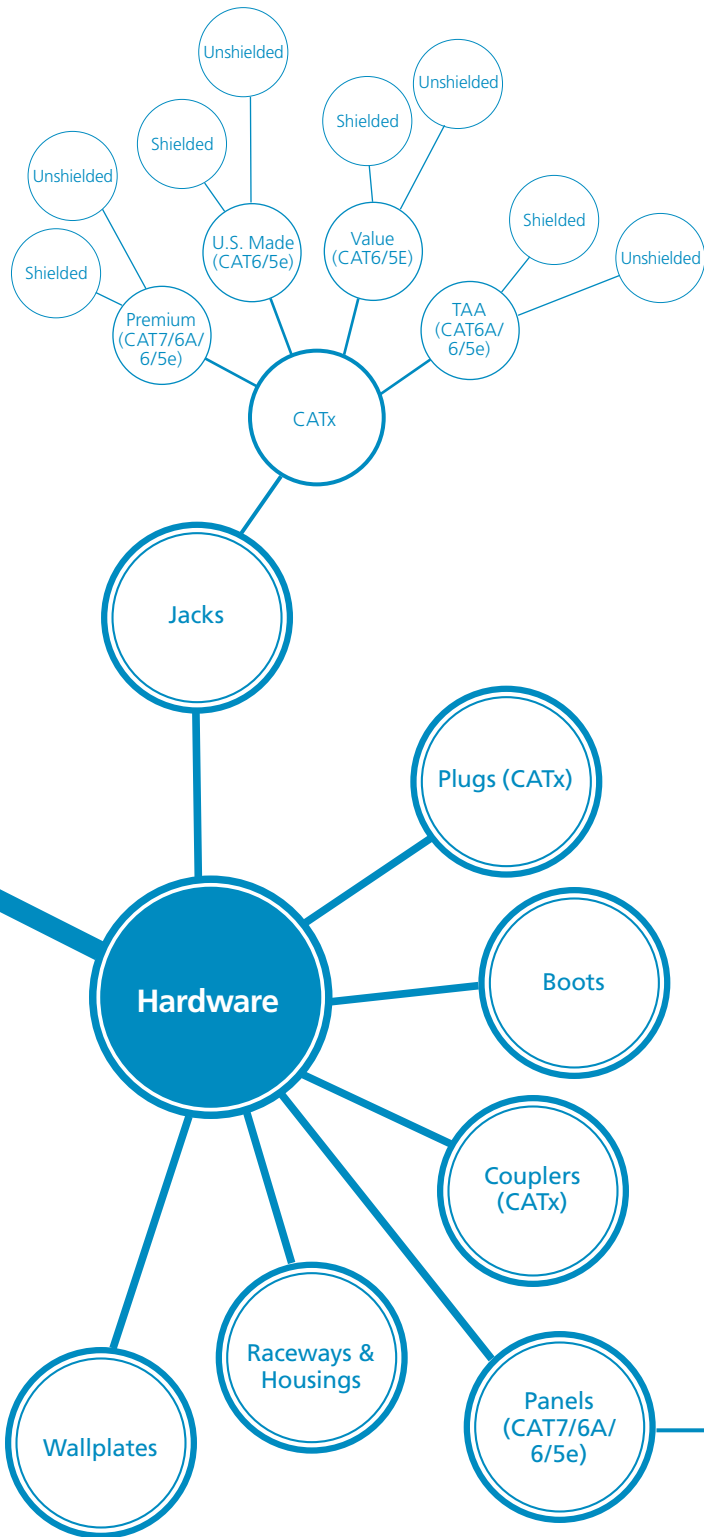 Unshielded
Unshielded
Shielded
Shielded
Unshielded
Shielded
Unshielded
Shielded
U.S. Made
(CAT6/5e)
Value
(CAT6/5E)
Premium
(CAT7/6A/
6/5e)
TAA
(CAT6A/
6/5e)
CATx
Jacks
Plugs (CATx)
Boots
Hardware
Couplers
(CATx)
Raceways &
Housings
Panels
(CAT7/6A/
6/5e)
Wallplates